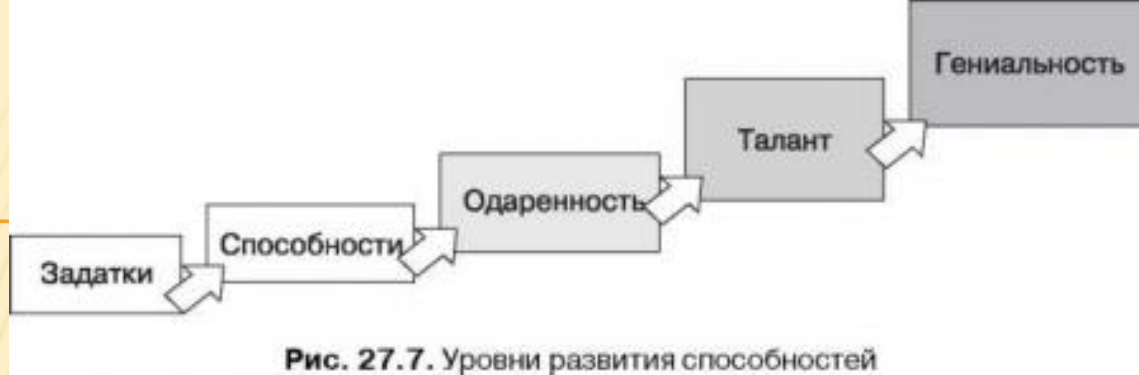 Гениальность
Талант
Одаренность
Способности
Задатки
Рис. 27.7. Уровни развития способностей